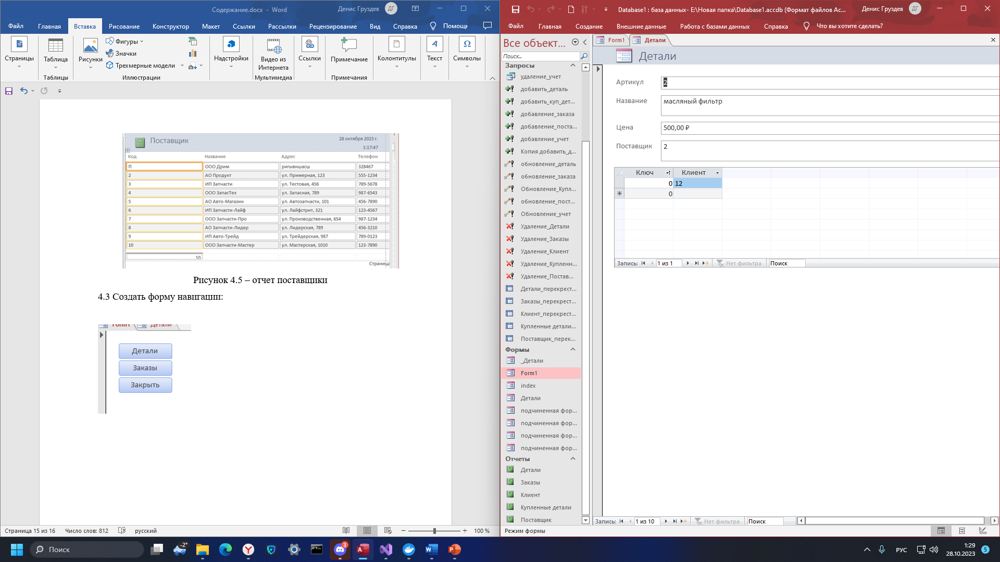 Содержание.docx - Word
Денис Груздев
ДГ
Файл
Главная
Вставка
Рисование
Конструктор
Макет
Ссылки
Рассылки
Рецензирование
Вид
Справка
Помощь
Страницы
Таблица
Рисунки
Фигуры
Значки
Трехмерные модели
Надстройки
Видео из
Интернета
Ссылки
Примечание
Колонтитулы
Текст
Символы
Таблицы
Иллюстрации
Мультимедиа
Примечания
Поставщик
28 октября 2023 г.
1:17:47
Код Название Адрес Телефон
П ООО Дрим ригывншасш 328467
2 АО Продукт ул. Примерная, 123 555-1234
3 ИП Запчасти ул. Тестовая, 456 789-5678
4 ООО ЗапасТех ул. Запасная, 789 987-6543
5 АО Авто-Магазин ул. Автозапчасти, 101 456-7890
6 ИП Запчасти-Лайф ул. Лайфстрит, 321 123-4567
7 ООО Запчасти-Про ул. Производственная, 654 987-1234
8 АО Запчасти-Лидер ул. Лидерская, 789 456-3210
9 ИП Авто-Трейд ул. Трейдерская, 987 789-0123
10 ООО Запчасти-Мастер ул. Мастерская, 1010 123-7890
10
Страница
Рисунок 4.5 – отчет поставщики
4.3 Создать форму навигации:
Form1 Детали
Детали
Заказы
Закрыть
Страница 15 из 16
Число слов: 812
русский
100 %
Database1 : база данных- E:\Новая папка\Database1.accdb (Формат файлов Ac...
Денис Груздев
ДГ
Файл
Главная
Создание
Внешние данные
Работа с базами данных
Справка
Что вы хотите сделать?
Все объект...
Поиск...
Запросы
удаление_учет
добавить_деталь
добавить_куп_дет...
добавление_заказа
добавление_поста...
добавление_учет
Копия добавить_д...
обновление_деталь
обновление_заказа
Обновление_Купл...
обновление_пост...
Обновление_учет
Удаление_Детали
Удаление_Заказы
Удаление_Клиент
Удаление_Купленн...
Удаление_Постав...
Детали_перекрест...
Заказы_перекрест...
Клиент_перекрест...
Купленные детали...
Поставщик_перек...
Формы
_Детали
Form1
index
Детали
подчиненная фор...
подчиненная фор...
подчиненная фор...
подчиненная фор...
Отчеты
Детали
Заказы
Клиент
Купленные детали
Поставщик
Form1
Детали
Детали
Артикул 2
Название масляный фильтр
Цена 500,00 ₽
Поставщик 2
Ключ Клиент
0 12
0
Запись: 1 из 1 Нет фильтра Поиск
Запись: 1 из 10 Нет фильтра Поиск
Режим формы
Поиск
-2°
3
РУС
1:29
28.10.2023
5